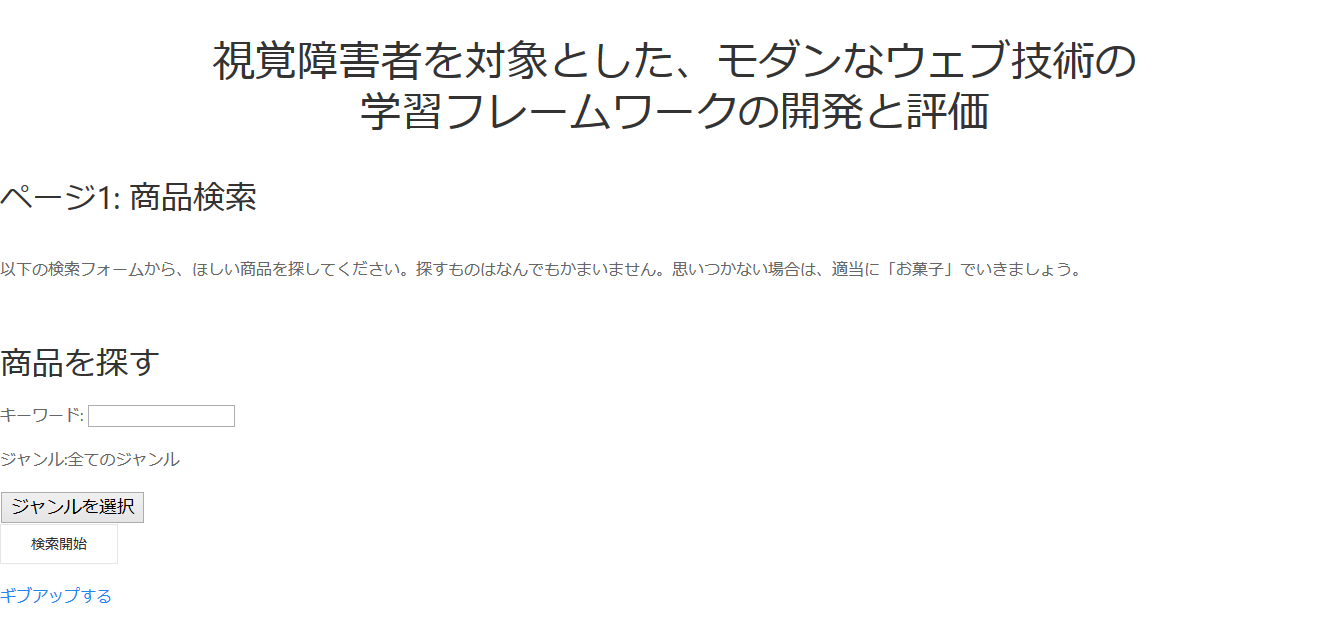 視覚障害者を対象とした、モダンなウェブ技術の
学習フレームワークの開発と評価
ページ1: 商品検索
以下の検索フォームから、ほしい商品を探してください。探すものはなんでもかまいません。思いつかない場合は、適当に「お菓子」でいきましょう。
商品を探す
キーワード:
ジャンル:全てのジャンル
ジャンルを選択
検索開始
ギブアップする